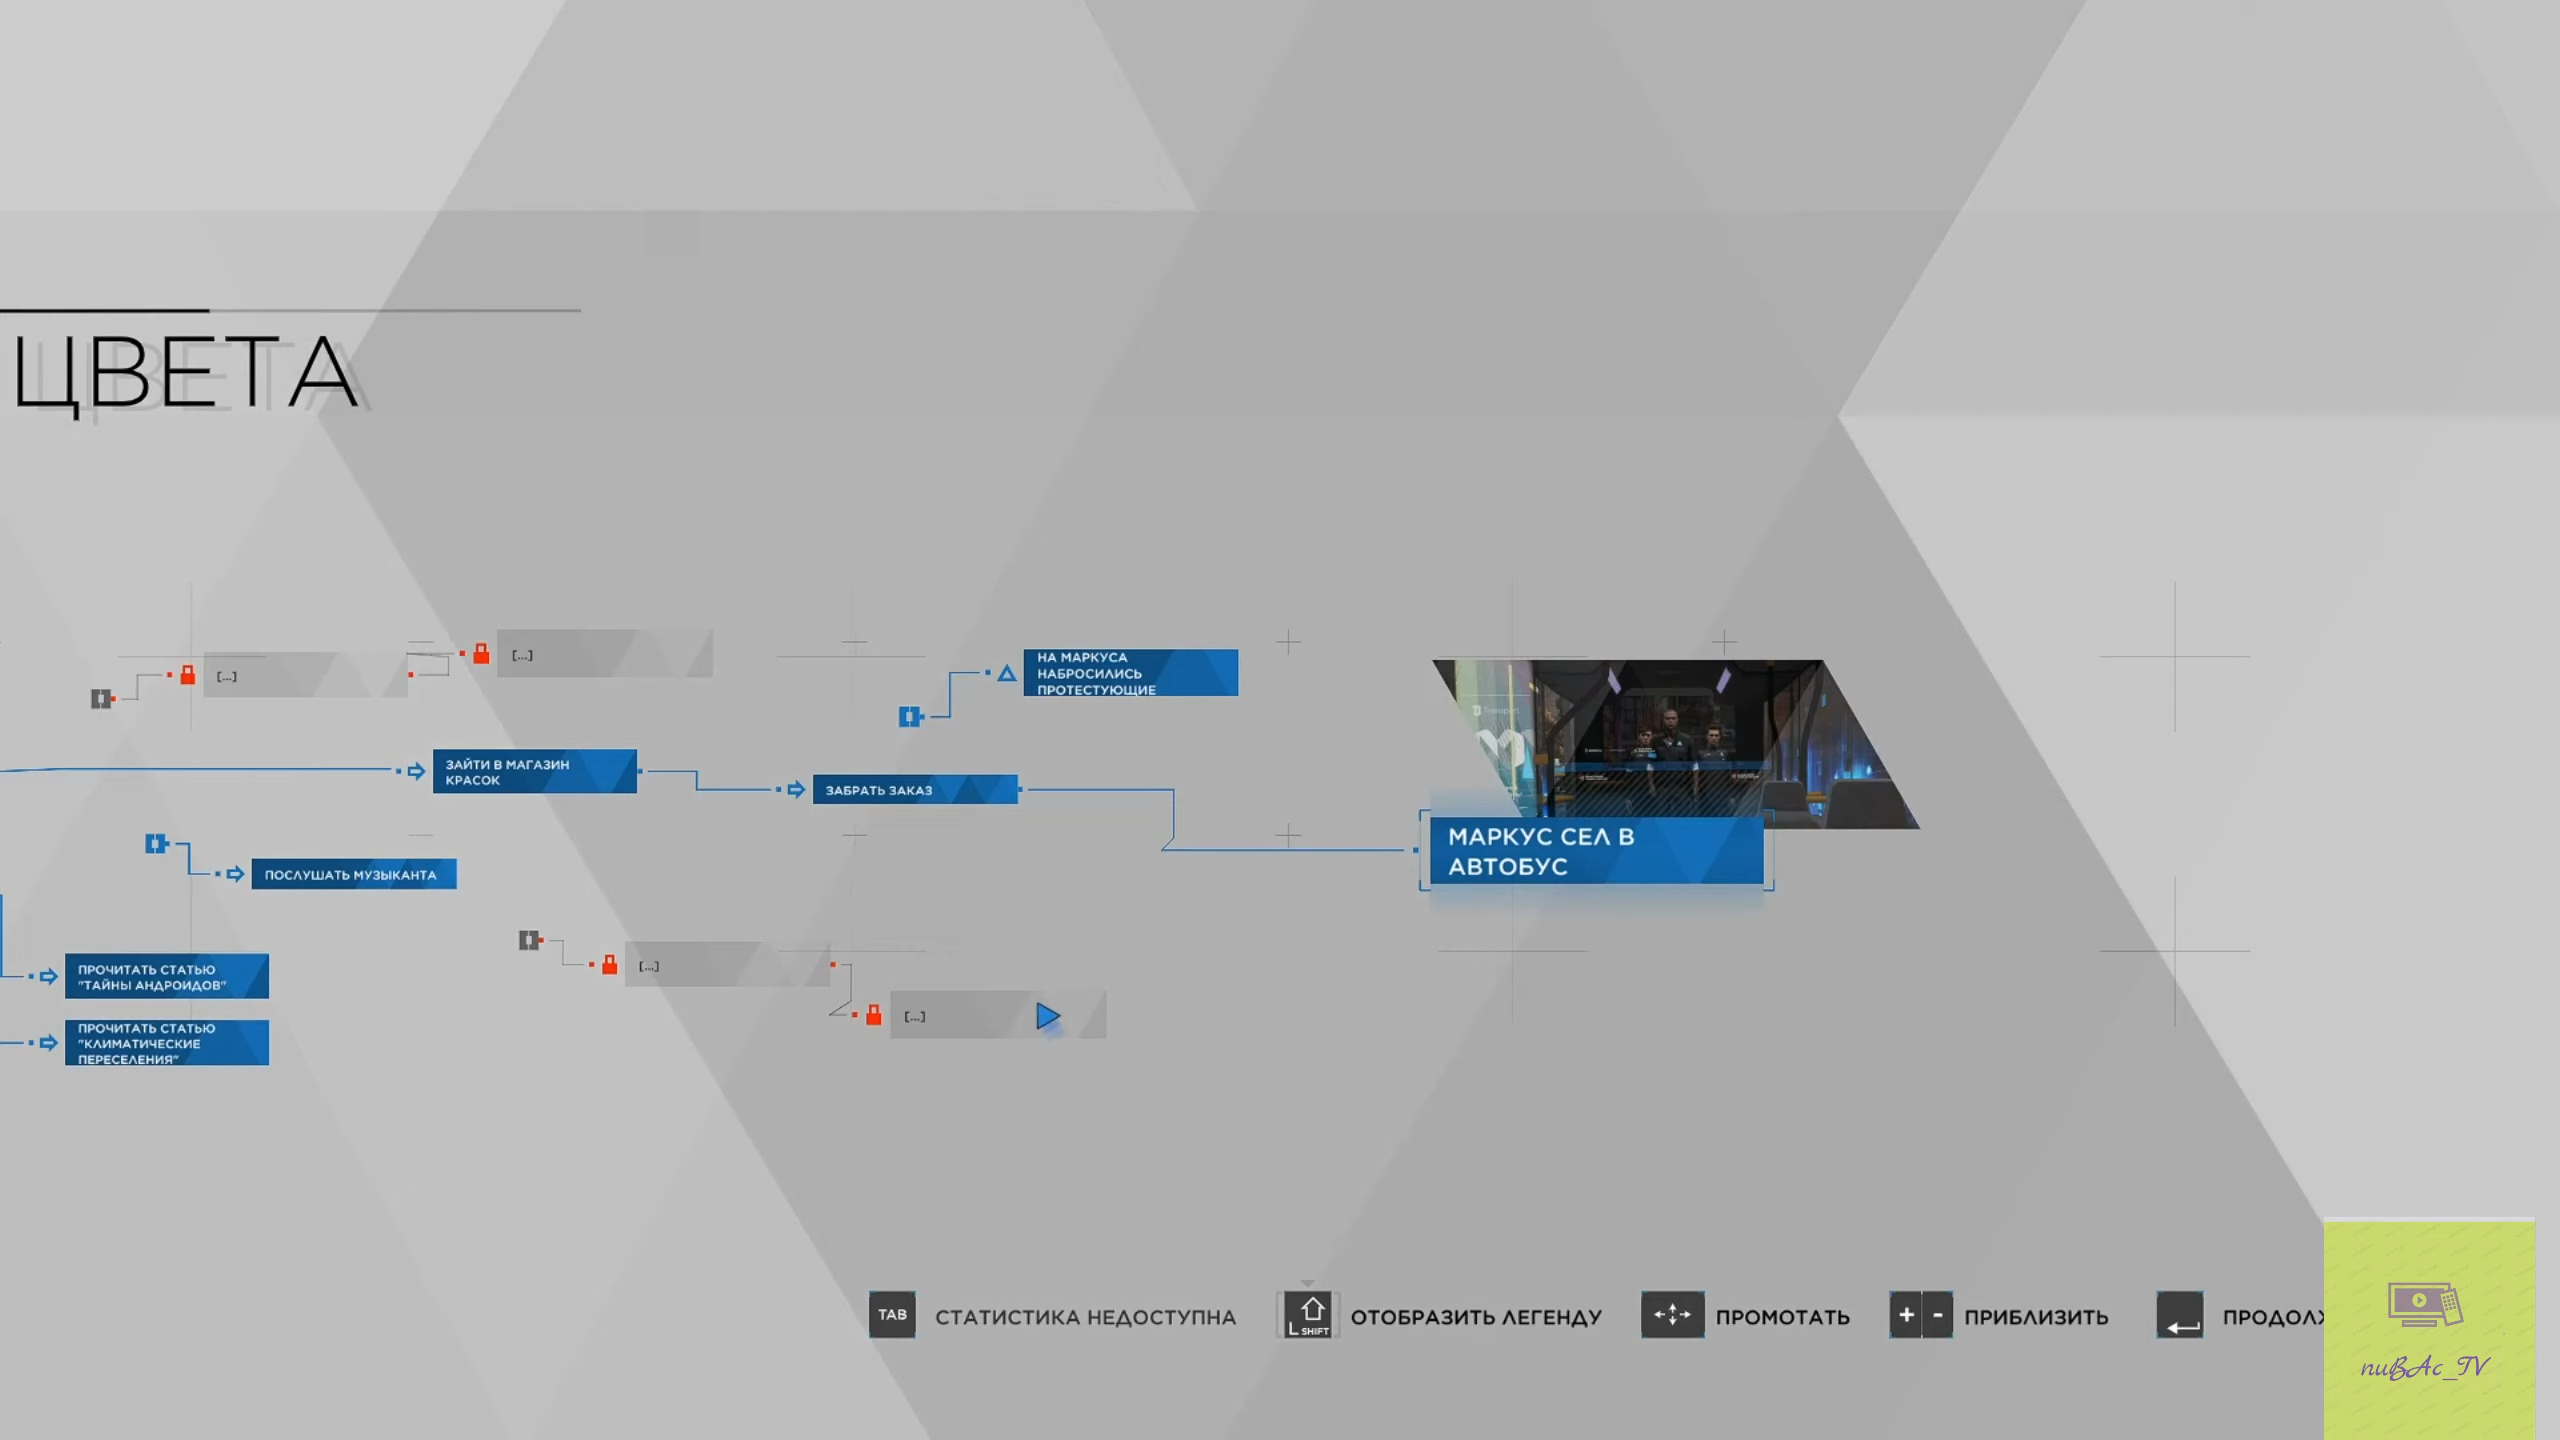 ЦВЕТА
[...]
[...]
НА МАРКУСА
НАБРОСИЛИСЬ
ПРОТЕСТУЮЩИЕ
ЗАЙТИ В МАГАЗИН
КРАСОК
ЗАБРАТЬ ЗАКАЗ
МАРКУС СЕЛ В
АВТОБУС
ПОСЛУШАТЬ МУЗЫКАНТА
[...]
ПРОЧИТАТЬ СТАТЬЮ
"ТАЙНЫ АНДРОИДОВ"
[...]
ПРОЧИТАТЬ СТАТЬЮ
"КЛИМАТИЧЕСКИЕ
ПЕРЕСЕЛЕНИЯ"
TAB СТАТИСТИКА НЕДОСТУПНА L SHIFT ОТОБРАЗИТЬ ЛЕГЕНДУ ПРОМОТАТЬ + - ПРИБЛИЗИТЬ ПРОДОЛЖ
nuBAc_TV